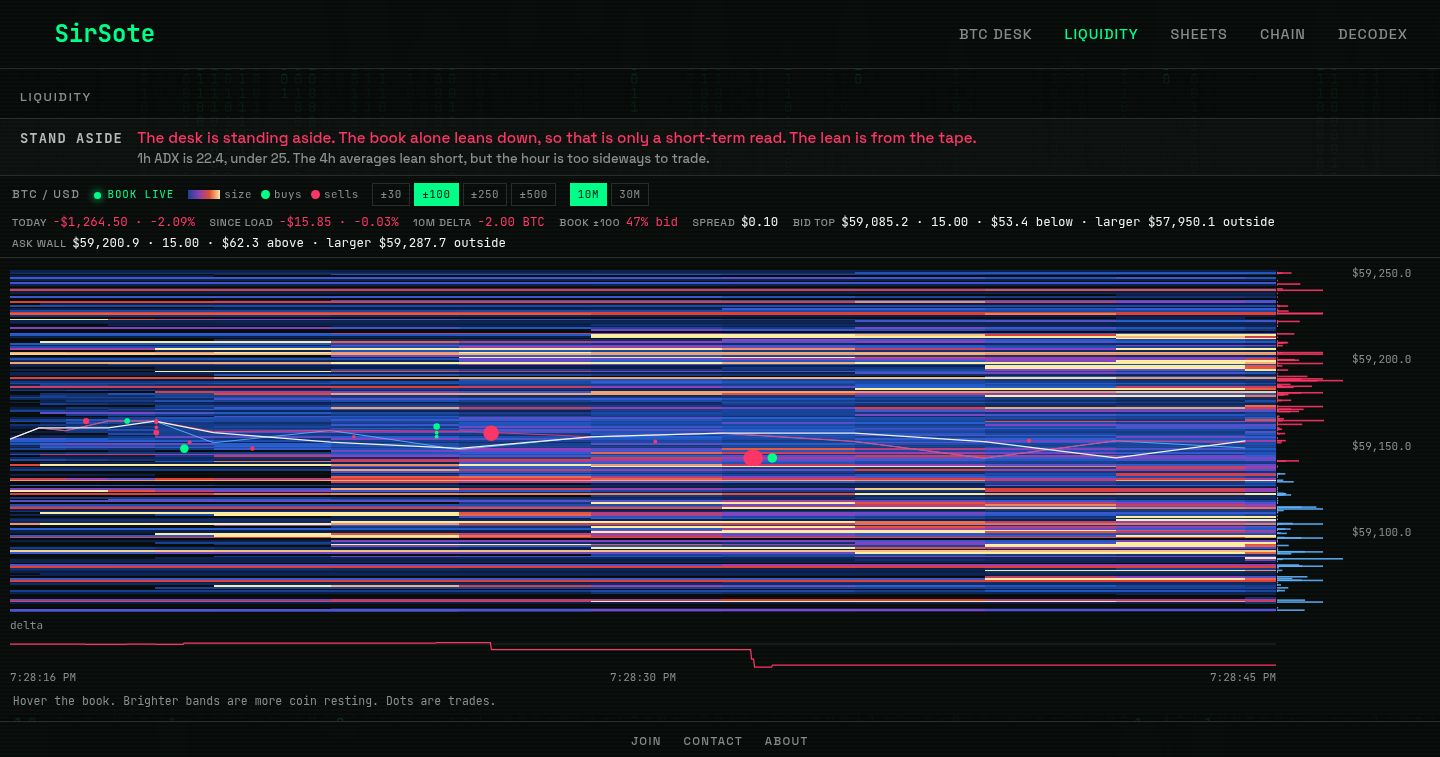 SirSote
BTC DESK LIQUIDITY SHEETS CHAIN DECODEX
LIQUIDITY
STAND ASIDE The desk is standing aside. The book alone leans down, so that is only a short-term read. The lean is from the tape.
1h ADX is 22.4, under 25. The 4h averages lean short, but the hour is too sideways to trade.
BTC / USD BOOK LIVE size buys sells ±30 ±100 ±250 ±500 10M 30M
TODAY -$1,264.50 · -2.09% SINCE LOAD -$15.85 · -0.03% 10M DELTA -2.00 BTC BOOK ±100 47% bid SPREAD $0.10 BID TOP $59,085.2 · 15.00 · $53.4 below · larger $57,950.1 outside
ASK WALL $59,200.9 · 15.00 · $62.3 above · larger $59,287.7 outside
$59,250.0
$59,200.0
$59,150.0
$59,100.0
delta
7:28:16 PM 7:28:30 PM 7:28:45 PM
Hover the book. Brighter bands are more coin resting. Dots are trades.
JOIN CONTACT ABOUT